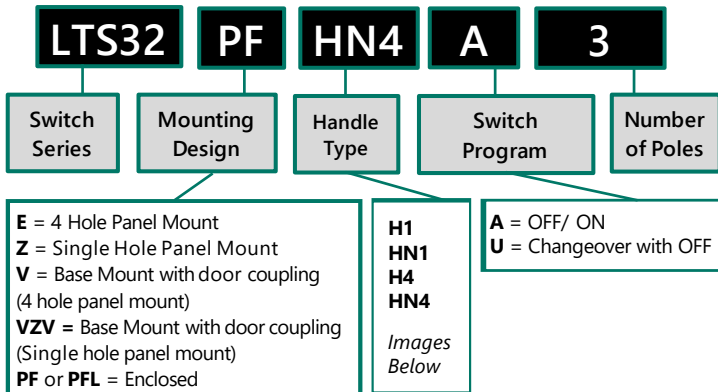 LTS32 PF HN4 A 3
Switch Series
Mounting Design
Handle Type
Switch Program
Number of Poles
E = 4 Hole Panel Mount
Z = Single Hole Panel Mount
V = Base Mount with door coupling
(4 hole panel mount)
VZV = Base Mount with door coupling
(Single hole panel mount)
PF or PFL = Enclosed
H1
HN1
H4
HN4
Images
Below
A = OFF/ ON
U = Changeover with OFF